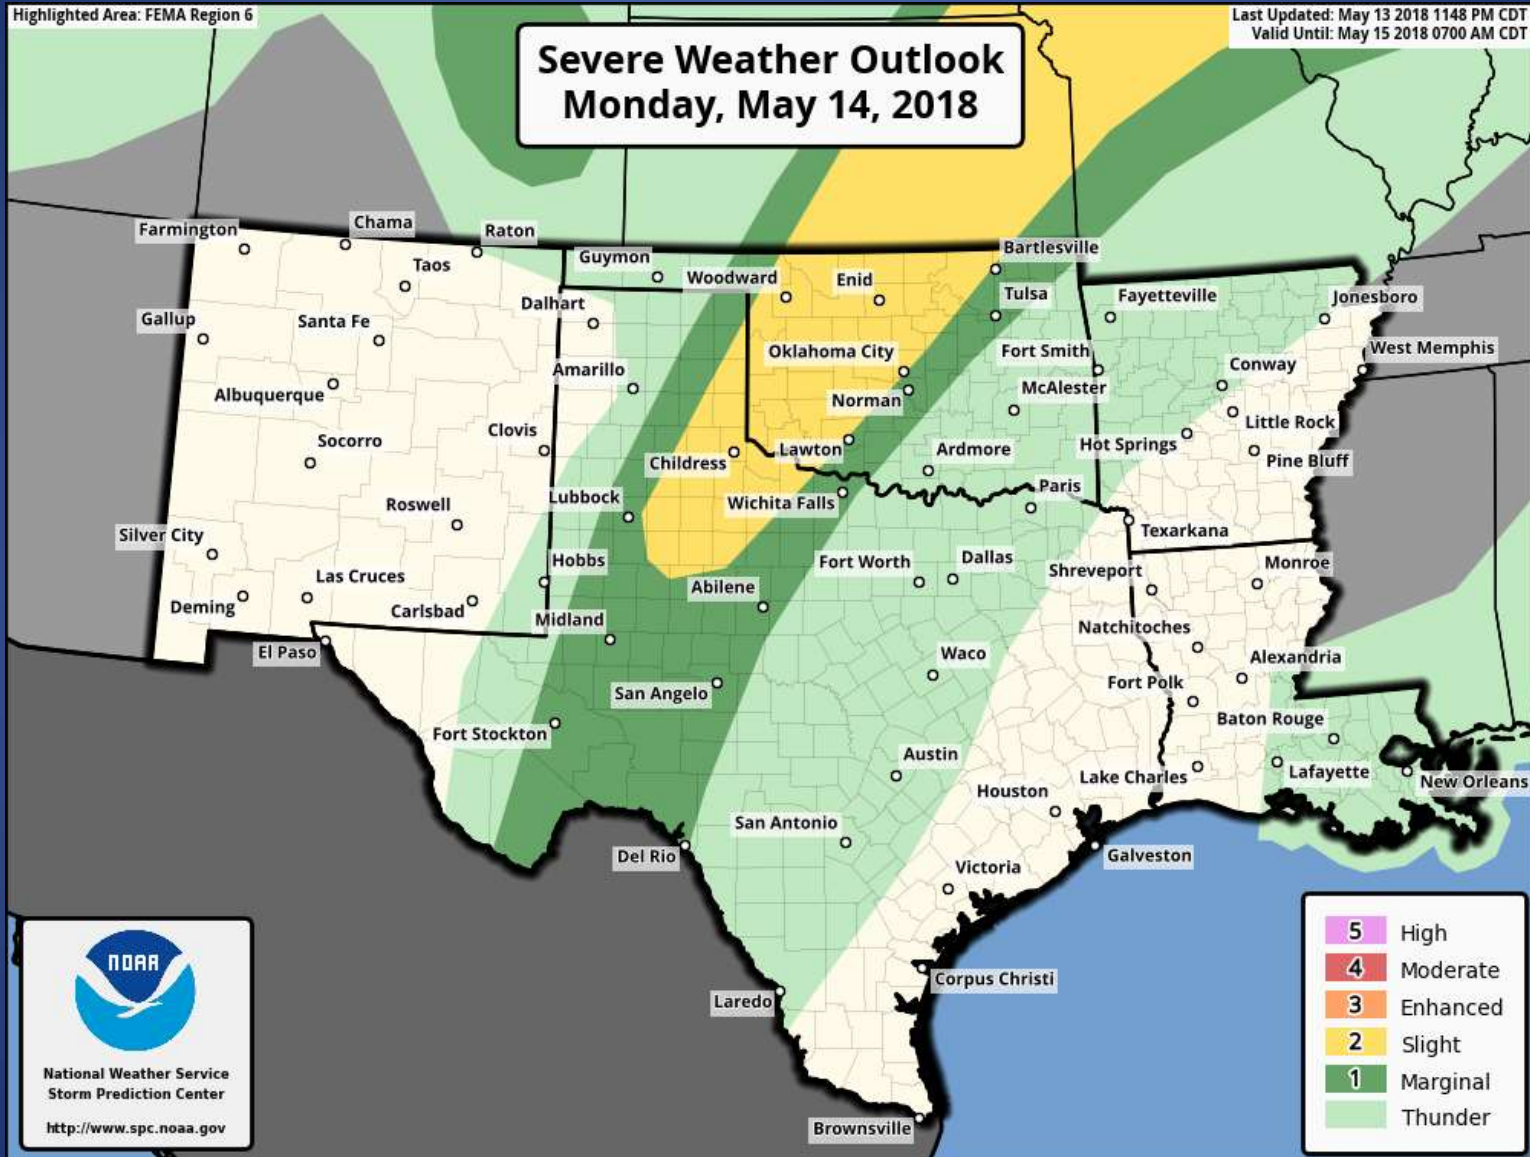 Highlighted Area: FEMA Region 6
Last Updated: May 13 2018 1148 PM CDT
Valid Until: May 15 2018 0700 AM CDT
Severe Weather Outlook
Monday, May 14, 2018
Farmington
Chama
Raton
Taos
Guymon
Woodward
Enid
Bartlesville
Tulsa
Fayetteville
Jonesboro
Gallup
Santa Fe
Dalhart
Oklahoma City
Fort Smith
West Memphis
Albuquerque
Amarillo
Norman
McAlester
Conway
Little Rock
Socorro
Clovis
Childress
Lawton
Ardmore
Hot Springs
Pine Bluff
Roswell
Lubbock
Wichita Falls
Paris
Texarkana
Silver City
Hobbs
Fort Worth
Dallas
Shreveport
Monroe
Deming
Las Cruces
Carlsbad
Abilene
Midland
Natchitoches
El Paso
Waco
Alexandria
San Angelo
Fort Polk
Fort Stockton
Baton Rouge
Austin
Lake Charles
Lafayette
New Orleans
Houston
San Antonio
Del Rio
Galveston
Victoria
Corpus Christi
Laredo
Brownsville
NOAA
National Weather Service
Storm Prediction Center
http://www.spc.noaa.gov
5 High
4 Moderate
3 Enhanced
2 Slight
1 Marginal
Thunder